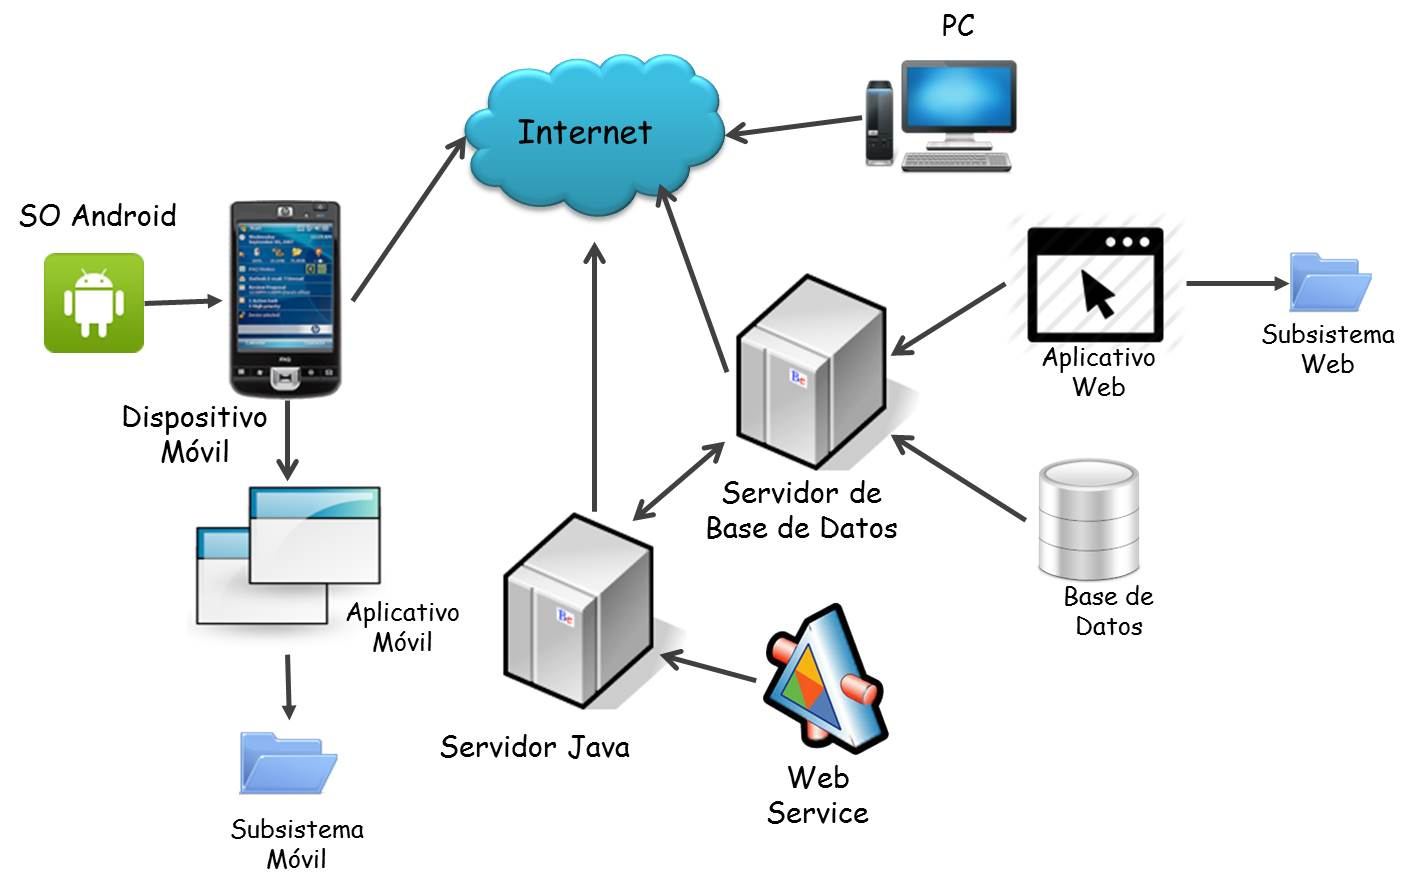 PC
Internet
SO Android
Dispositivo
Móvil
Aplicativo
Web
Subsistema
Web
Servidor de
Base de Datos
Base de
Datos
Aplicativo
Móvil
Servidor Java
Web
Service
Subsistema
Móvil